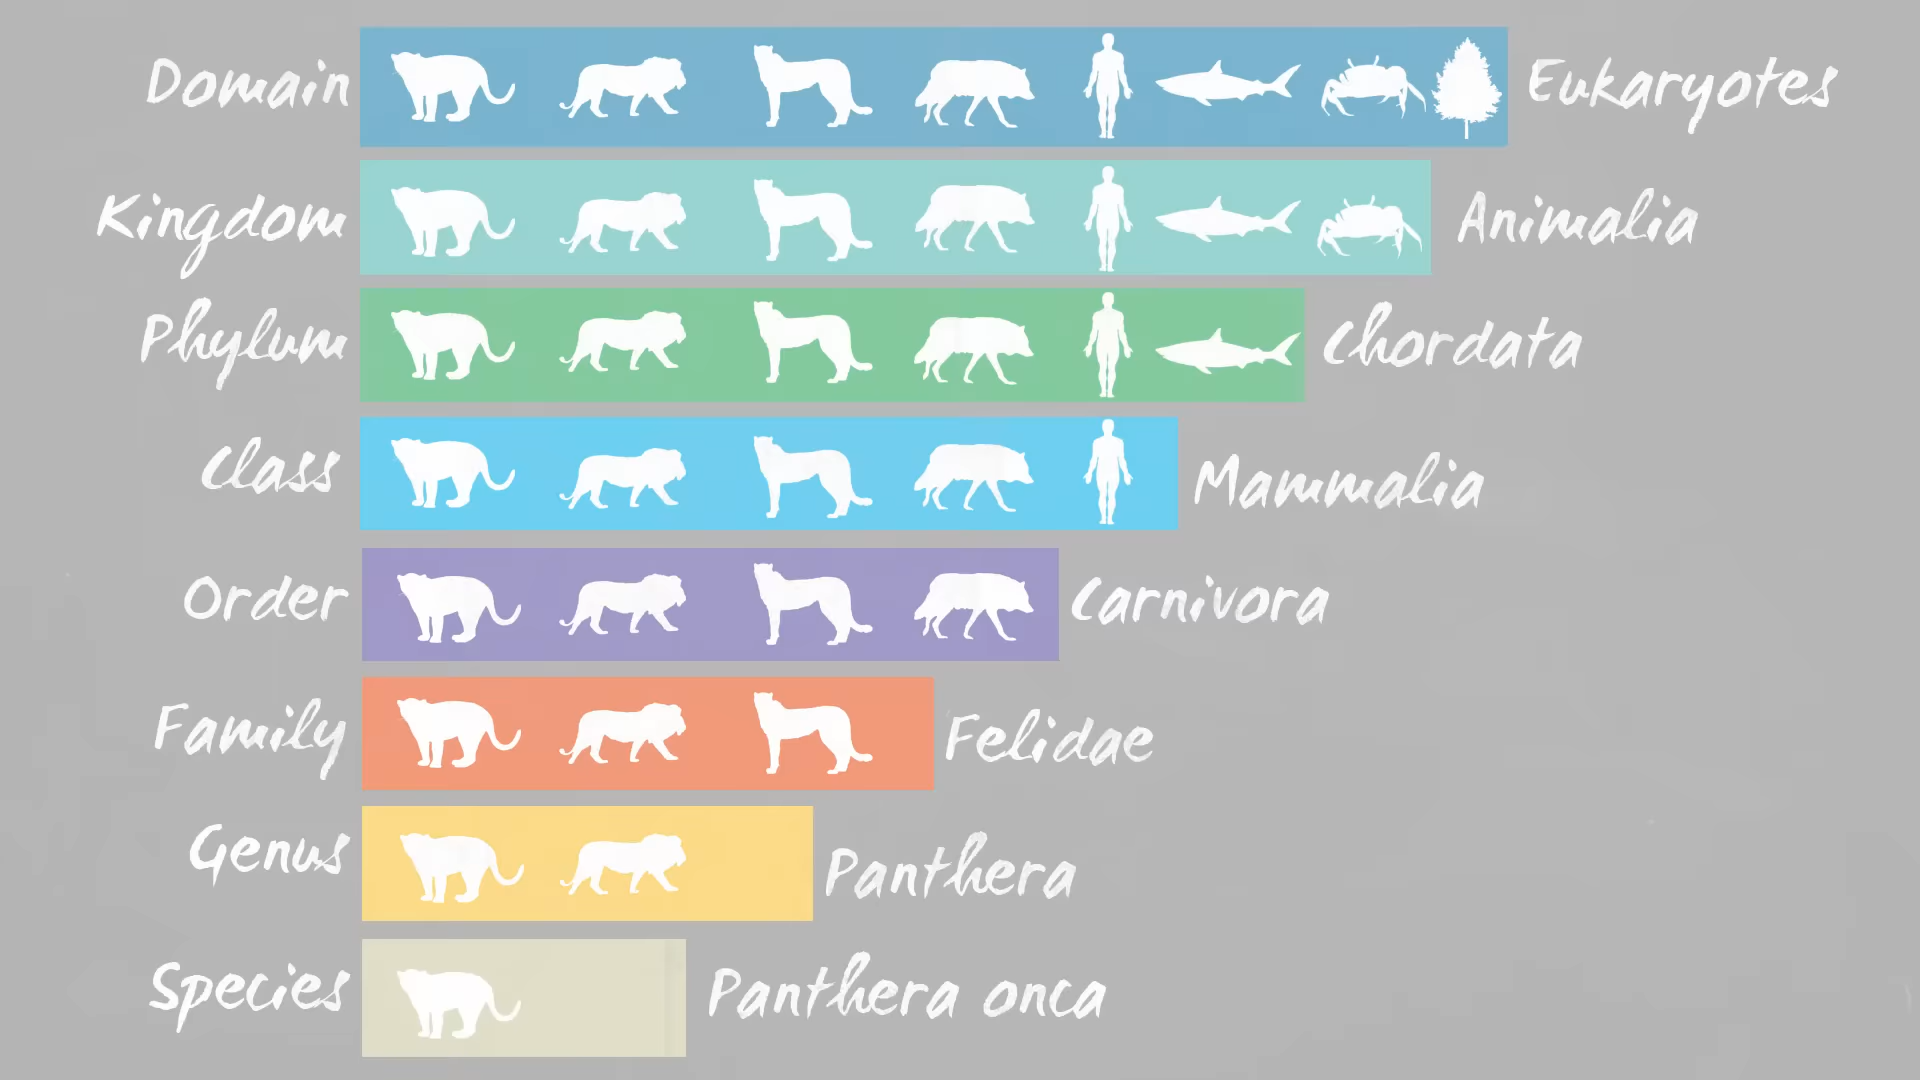 Domain Eukaryotes
Kingdom Animalia
Phylum Chordata
Class Mammalia
Order Carnivora
Family Felidae
Genus Panthera
Species Panthera onca